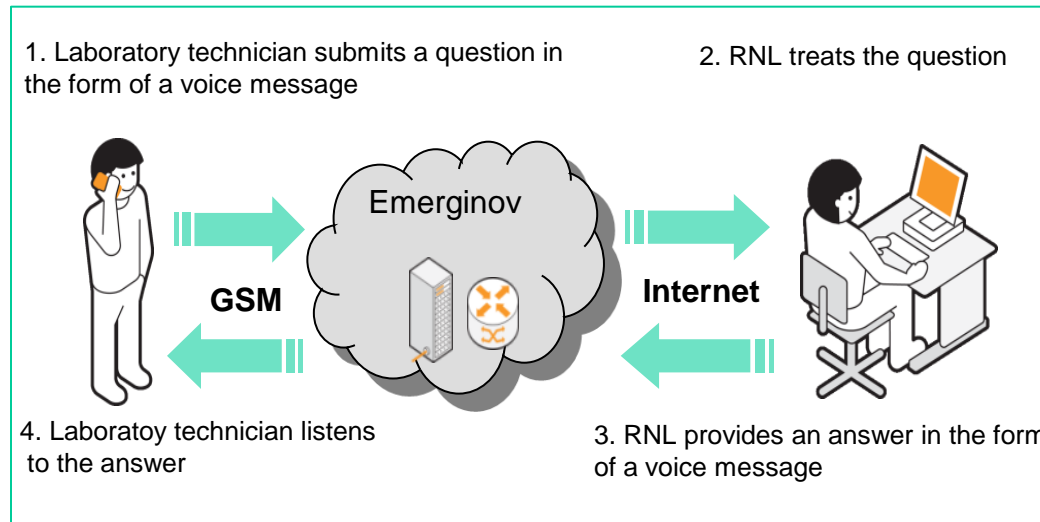 1. Laboratory technician submits a question in
the form of a voice message
2. RNL treats the question
Emerginov
GSM
Internet
4. Laboratoy technician listens
to the answer
3. RNL provides an answer in the form
of a voice message